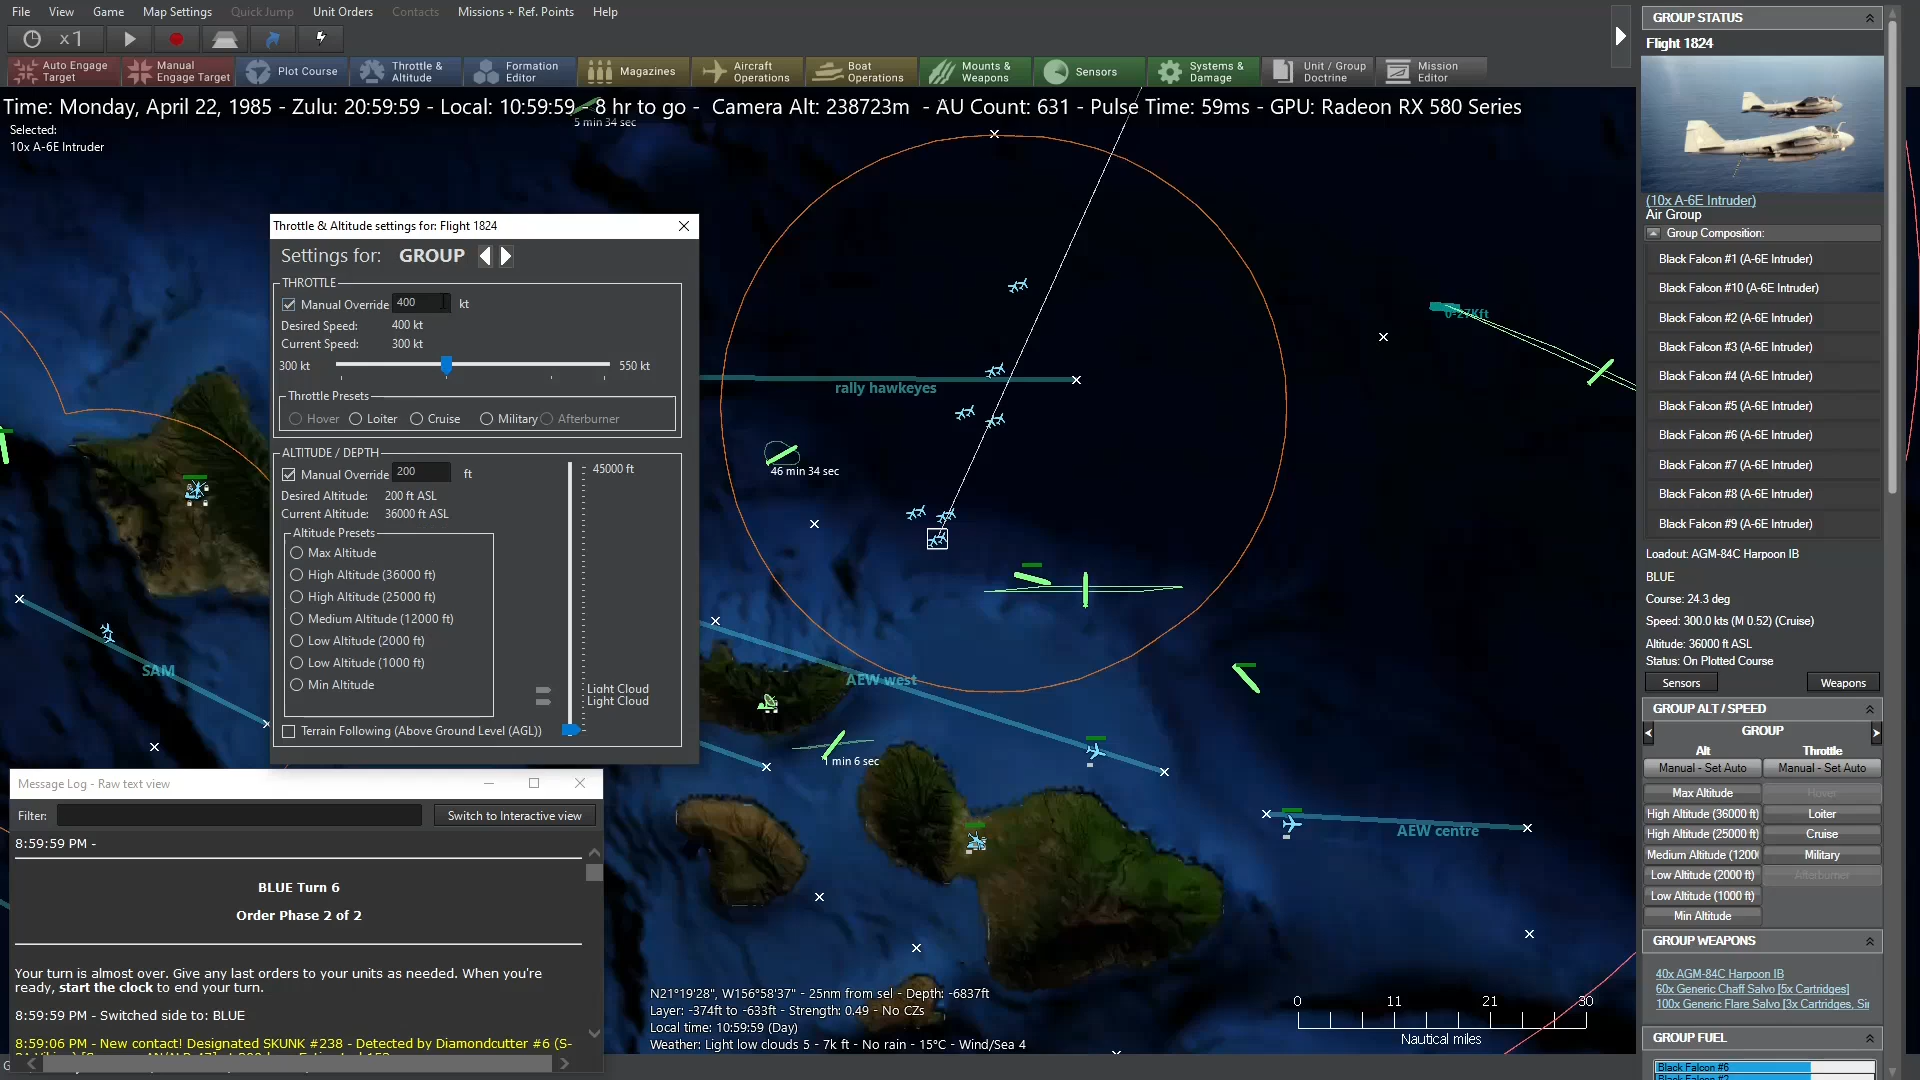 File View Game Map Settings Quick Jump Unit Orders Contacts Missions + Ref. Points Help
x1
Auto Engage Target
Manual Engage Target
Plot Course
Throttle & Altitude
Formation Editor
Magazines
Aircraft Operations
Boat Operations
Mounts & Weapons
Sensors
Systems & Damage
Unit / Group Doctrine
Mission Editor
Time: Monday, April 22, 1985 - Zulu: 20:59:59 - Local: 10:59:59 - 8 hr to go - Camera Alt: 238723m - AU Count: 631 - Pulse Time: 59ms - GPU: Radeon RX 580 Series
5 min 34 sec
Selected:
10x A-6E Intruder
Throttle & Altitude settings for: Flight 1824
Settings for: GROUP
THROTTLE
Manual Override 400 kt
Desired Speed: 400 kt
Current Speed: 300 kt
300 kt 550 kt
Throttle Presets
Hover Loiter Cruise Military Afterburner
ALTITUDE / DEPTH
Manual Override 200 ft
45000 ft
Desired Altitude: 200 ft ASL
Current Altitude: 36000 ft ASL
Altitude Presets
Max Altitude
High Altitude (36000 ft)
High Altitude (25000 ft)
Medium Altitude (12000 ft)
Low Altitude (2000 ft)
Low Altitude (1000 ft)
Min Altitude
Light Cloud
Light Cloud
Terrain Following (Above Ground Level (AGL))
rally hawkeyes
46 min 34 sec
0-27Kft
SAM
AEW west
1 min 6 sec
AEW centre
Message Log - Raw text view
Filter:
Switch to Interactive view
8:59:59 PM -
BLUE Turn 6
Order Phase 2 of 2
Your turn is almost over. Give any last orders to your units as needed. When you're
ready, start the clock to end your turn.
8:59:59 PM - Switched side to: BLUE
8:59:06 PM - New contact! Designated SKUNK #238 - Detected by Diamondcutter #6 (S-
N21°19'28", W156°58'37" - 25nm from sel - Depth: -6837ft
Layer: -374ft to -633ft - Strength: 0.49 - No CZs
Local time: 10:59:59 (Day)
Weather: Light low clouds 5 - 7k ft - No rain - 15°C - Wind/Sea 4
0 11 21 30
Nautical miles
GROUP STATUS
Flight 1824
(10x A-6E Intruder)
Air Group
Group Composition:
Black Falcon #1 (A-6E Intruder)
Black Falcon #10 (A-6E Intruder)
Black Falcon #2 (A-6E Intruder)
Black Falcon #3 (A-6E Intruder)
Black Falcon #4 (A-6E Intruder)
Black Falcon #5 (A-6E Intruder)
Black Falcon #6 (A-6E Intruder)
Black Falcon #7 (A-6E Intruder)
Black Falcon #8 (A-6E Intruder)
Black Falcon #9 (A-6E Intruder)
Loadout: AGM-84C Harpoon IB
BLUE
Course: 24.3 deg
Speed: 300.0 kts (M 0.52) (Cruise)
Altitude: 36000 ft ASL
Status: On Plotted Course
Sensors Weapons
GROUP ALT / SPEED
GROUP
Alt Throttle
Manual - Set Auto Manual - Set Auto
Max Altitude Hover
High Altitude (36000 ft) Loiter
High Altitude (25000 ft) Cruise
Medium Altitude (1200 Military
Low Altitude (2000 ft) Afterburner
Low Altitude (1000 ft)
Min Altitude
GROUP WEAPONS
40x AGM-84C Harpoon IB
60x Generic Chaff Salvo [5x Cartridges]
100x Generic Flare Salvo [3x Cartridges, Sin
GROUP FUEL
Black Falcon #6